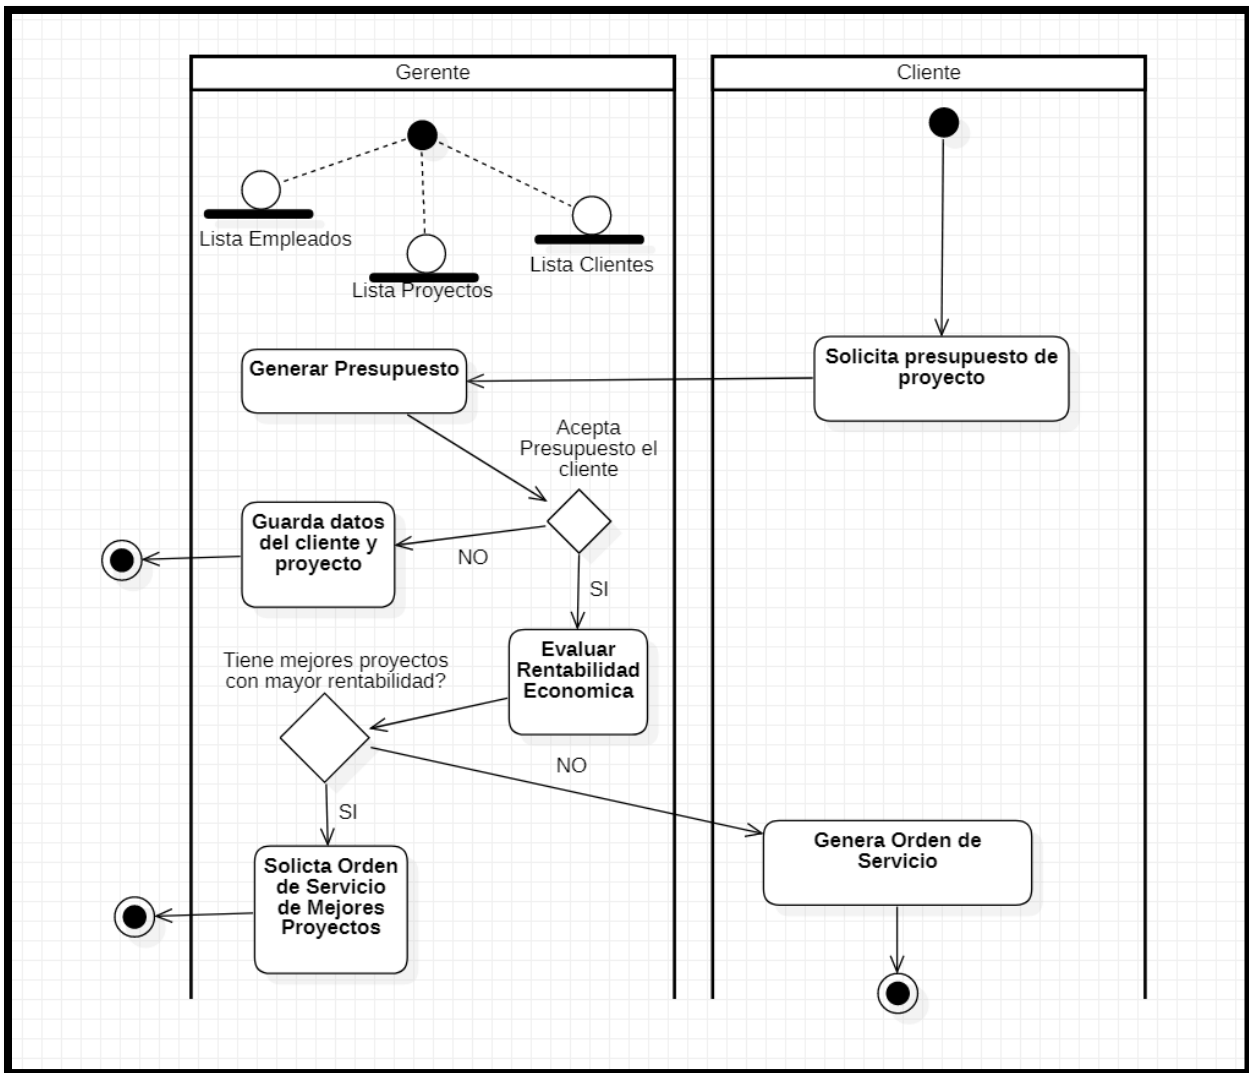 Gerente
Cliente
Lista Empleados
Lista Clientes
Lista Proyectos
Generar Presupuesto
Solicita presupuesto de
proyecto
Acepta
Presupuesto el
cliente
Guarda datos
del cliente y
proyecto
NO
SI
Evaluar
Rentabilidad
Economica
Tiene mejores proyectos
con mayor rentabilidad?
NO
SI
Genera Orden de
Servicio
Solicta Orden
de Servicio
de Mejores
Proyectos